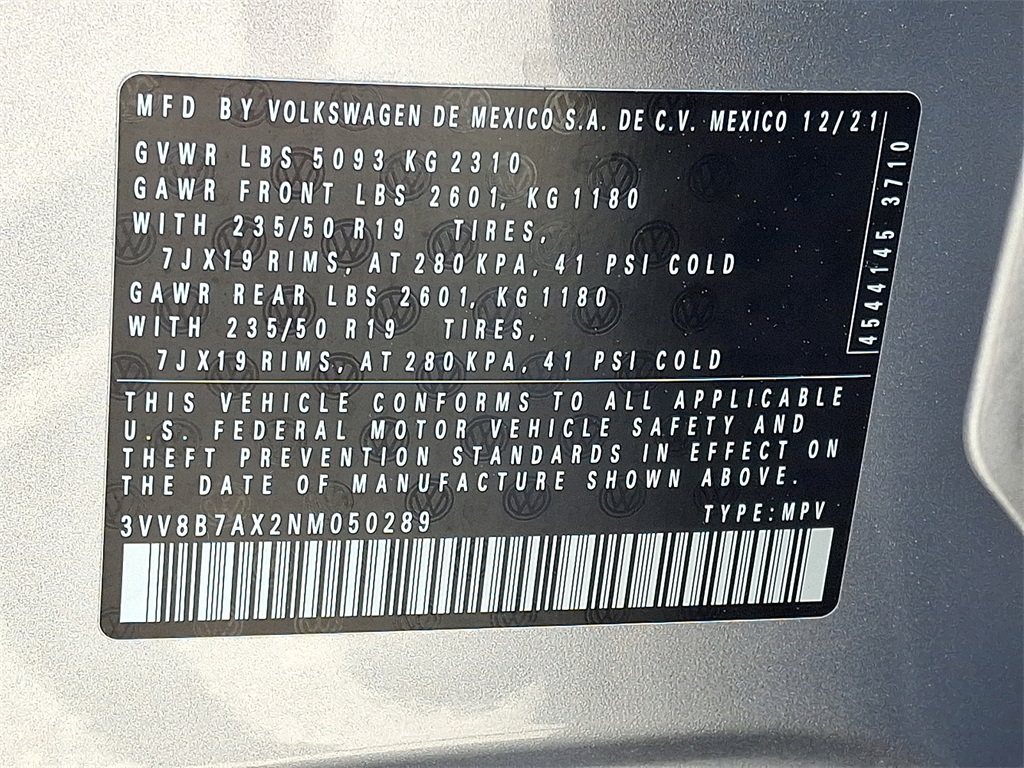 MFD BY VOLKSWAGEN DE MEXICO S.A. DE C.V. MEXICO 12/21
GVWR LBS 5093 KG 2310
GAWR FRONT LBS 2601, KG 1180
WITH 235/50 R19 TIRES,
7JX19 RIMS, AT 280 KPA, 41 PSI COLD
GAWR REAR LBS 2601, KG 1180
WITH 235/50 R19 TIRES,
7JX19 RIMS, AT 280 KPA, 41 PSI COLD
4544145 3710
THIS VEHICLE CONFORMS TO ALL APPLICABLE
U.S. FEDERAL MOTOR VEHICLE SAFETY AND
THEFT PREVENTION STANDARDS IN EFFECT ON
THE DATE OF MANUFACTURE SHOWN ABOVE.
3VV8B7AX2NM050289 TYPE: MPV